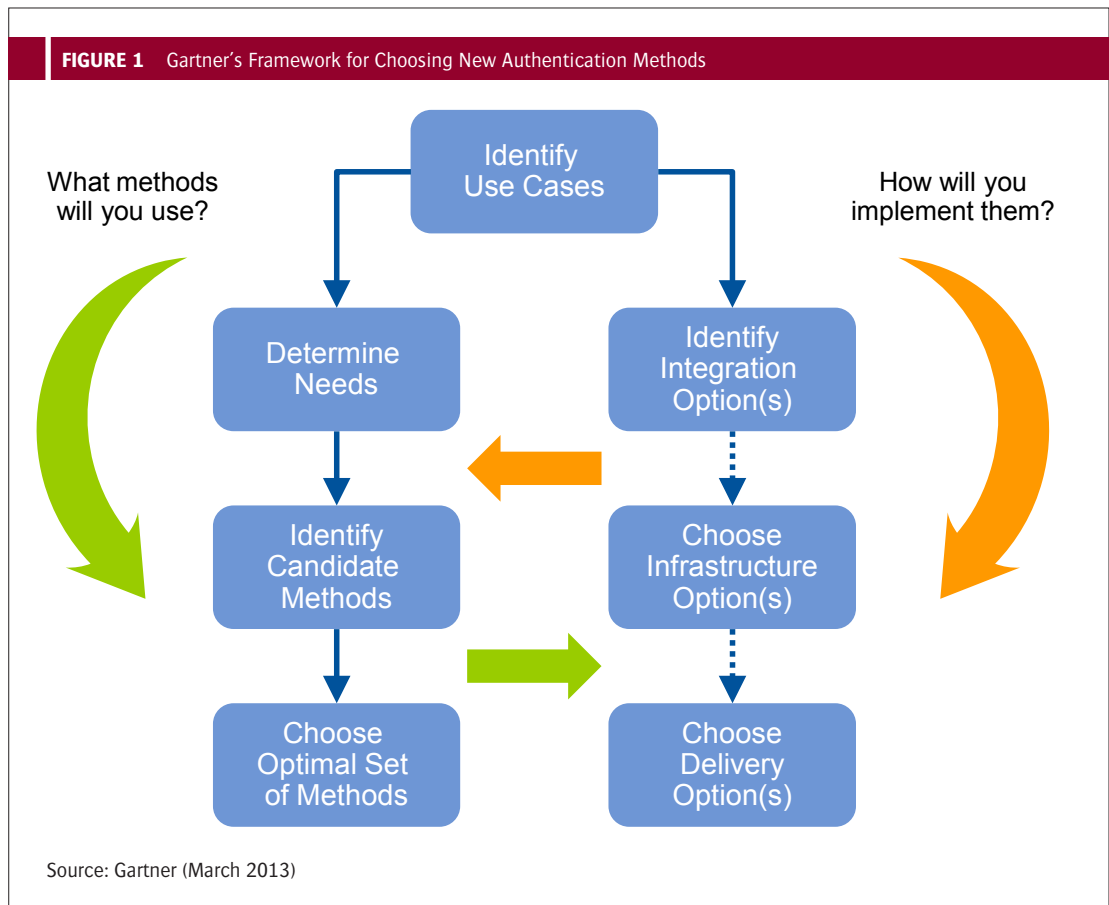 FIGURE 1 Gartner's Framework for Choosing New Authentication Methods
Identify
Use Cases
What methods
will you use?
How will you
implement them?
Determine
Needs
Identify
Integration
Option(s)
Identify
Candidate
Methods
Choose
Infrastructure
Option(s)
Choose
Optimal Set
of Methods
Choose
Delivery
Option(s)
Source: Gartner (March 2013)